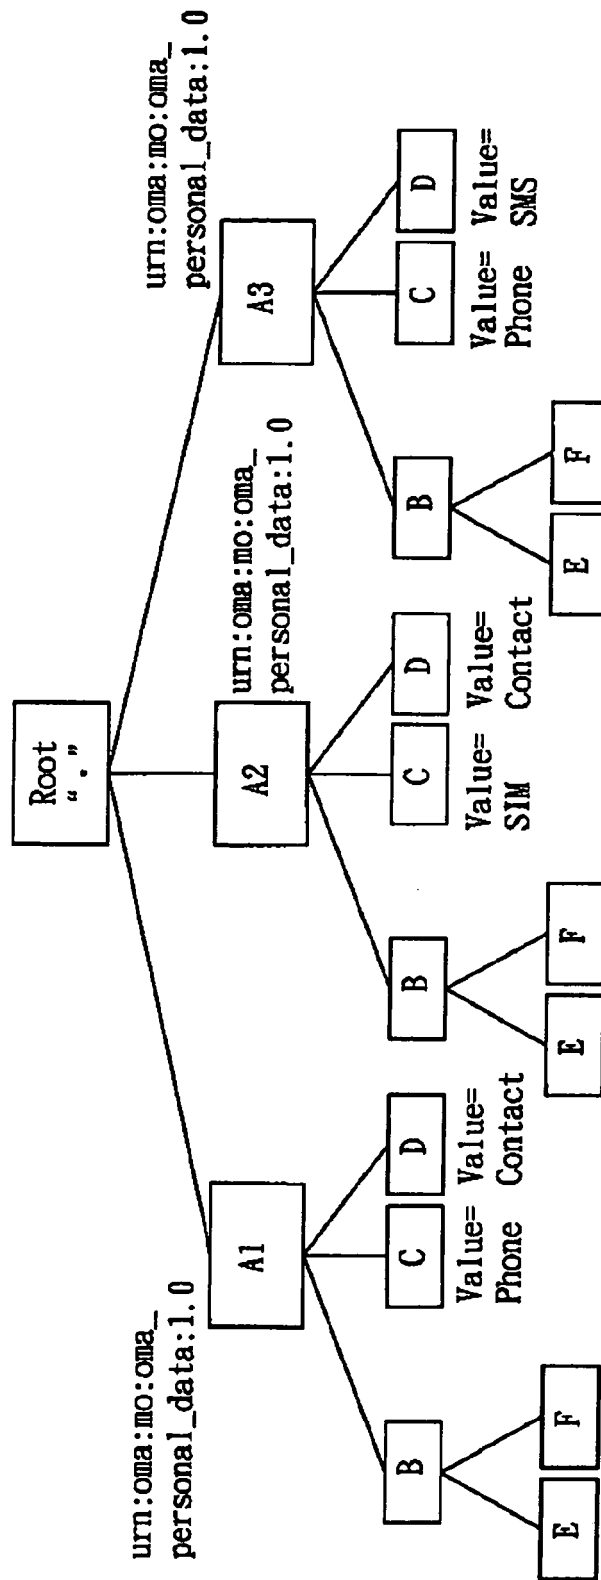 Root
“.”
urn:oma:mo:oma_
personal_data:1.0
A1
urn:oma:mo:oma_
personal_data:1.0
A2
urn:oma:mo:oma_
personal_data:1.0
A3
B
C
D
Value=
Phone
Value=
Contact
B
C
D
Value=
SIM
Value=
Contact
B
C
D
Value=
Phone
Value=
SMS
E
F
E
F
E
F